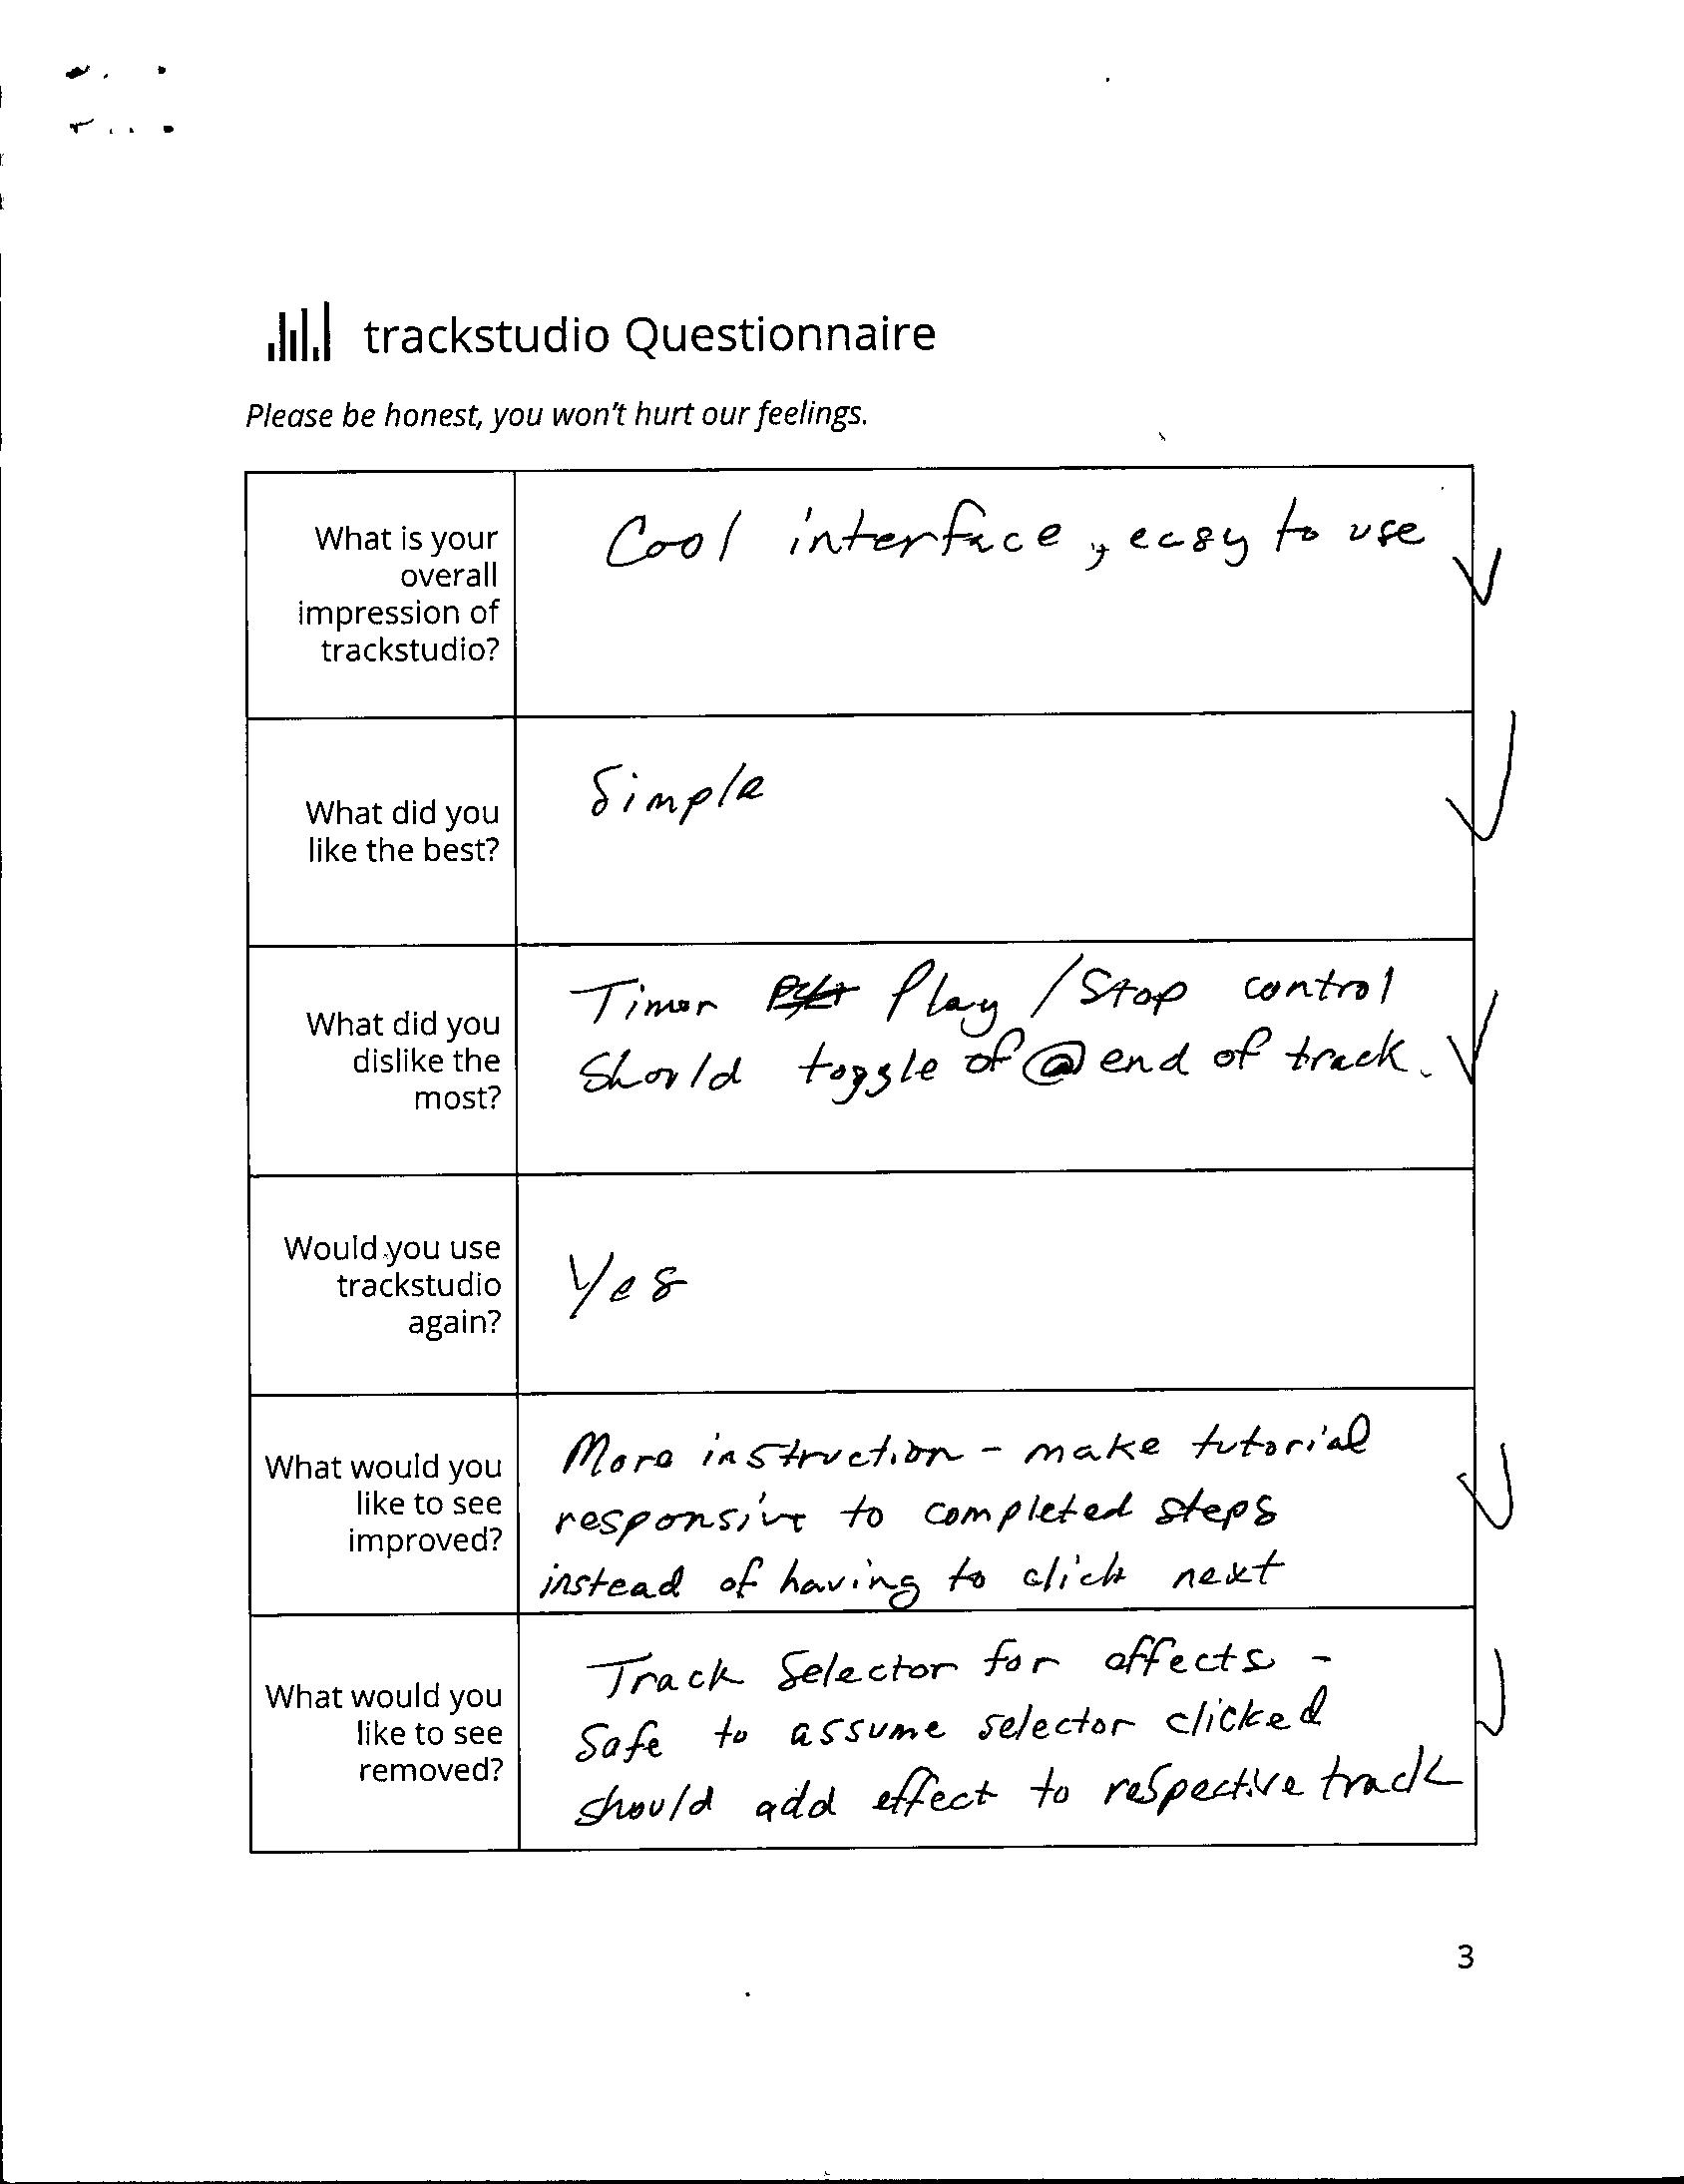 trackstudio Questionnaire
Please be honest, you won't hurt our feelings.
What is your
overall
impression of
trackstudio?
Cool interface, easy to use
What did you
like the best?
Simple
What did you
dislike the
most?
Timer Play/Stop control
Should toggle of @ end of track.
Would you use
trackstudio
again?
Yes
What would you
like to see
improved?
More instruction - make tutorial
responsive to completed steps
instead of having to click next
What would you
like to see
removed?
Track Selector for effects -
Safe to assume selector clicked
should add effect to respective track
3